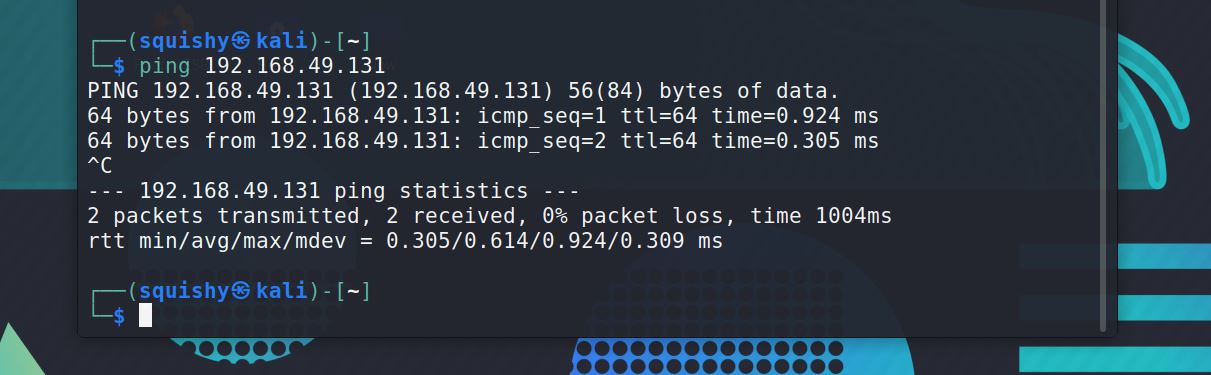 ┌──(squishy㉿kali)-[~]
└─$ ping 192.168.49.131
PING 192.168.49.131 (192.168.49.131) 56(84) bytes of data.
64 bytes from 192.168.49.131: icmp_seq=1 ttl=64 time=0.924 ms
64 bytes from 192.168.49.131: icmp_seq=2 ttl=64 time=0.305 ms
^C
--- 192.168.49.131 ping statistics ---
2 packets transmitted, 2 received, 0% packet loss, time 1004ms
rtt min/avg/max/mdev = 0.305/0.614/0.924/0.309 ms
┌──(squishy㉿kali)-[~]
└─$